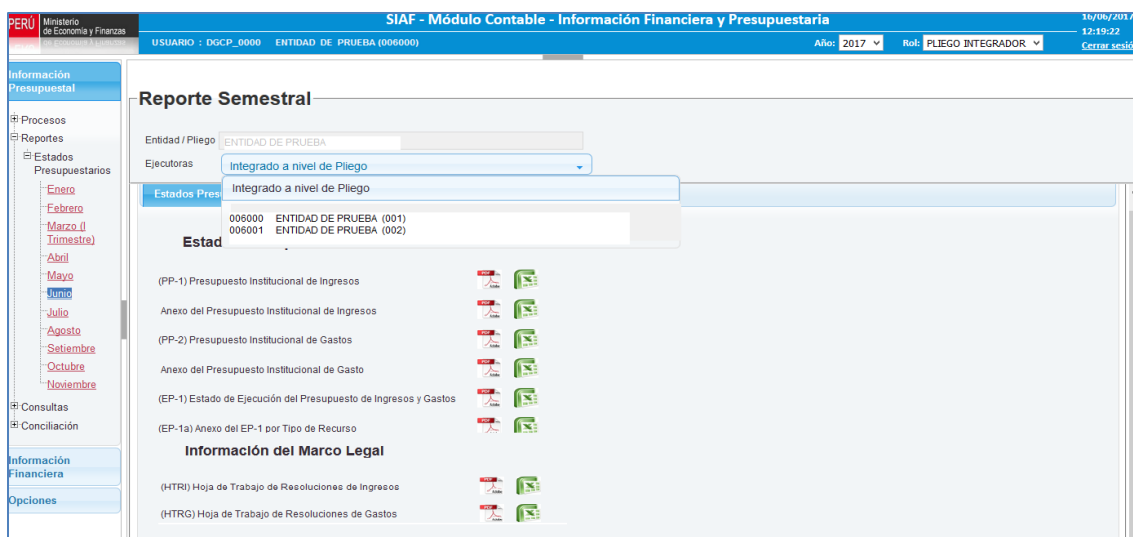 PERÚ Ministerio de Economía y Finanzas
SIAF - Módulo Contable - Información Financiera y Presupuestaria
16/06/2017
USUARIO : DGCP_0000 ENTIDAD DE PRUEBA (006000)
Año: 2017 Rol: PLIEGO INTEGRADOR
12:19:22
Cerrar sesió
Información
Presupuestal
Procesos
Reportes
Estados
Presupuestarios
Enero
Febrero
Marzo (I
Trimestre)
Abril
Mayo
Junio
Julio
Agosto
Setiembre
Octubre
Noviembre
Consultas
Conciliación
Información
Financiera
Opciones
Reporte Semestral
Entidad / Pliego ENTIDAD DE PRUEBA
Ejecutoras Integrado a nivel de Pliego
Integrado a nivel de Pliego
006000 ENTIDAD DE PRUEBA (001)
006001 ENTIDAD DE PRUEBA (002)
Estados Pres
Estad
(PP-1) Presupuesto Institucional de Ingresos
Anexo del Presupuesto Institucional de Ingresos
(PP-2) Presupuesto Institucional de Gastos
Anexo del Presupuesto Institucional de Gasto
(EP-1) Estado de Ejecución del Presupuesto de Ingresos y Gastos
(EP-1a) Anexo del EP-1 por Tipo de Recurso
Información del Marco Legal
(HTRI) Hoja de Trabajo de Resoluciones de Ingresos
(HTRG) Hoja de Trabajo de Resoluciones de Gastos